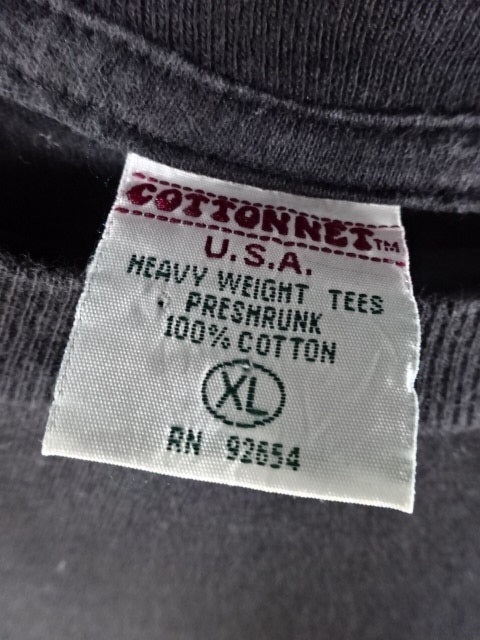 COTTONNET™
U.S.A.
HEAVY WEIGHT TEES
PRESHRUNK
100% COTTON
XL
RN 92654